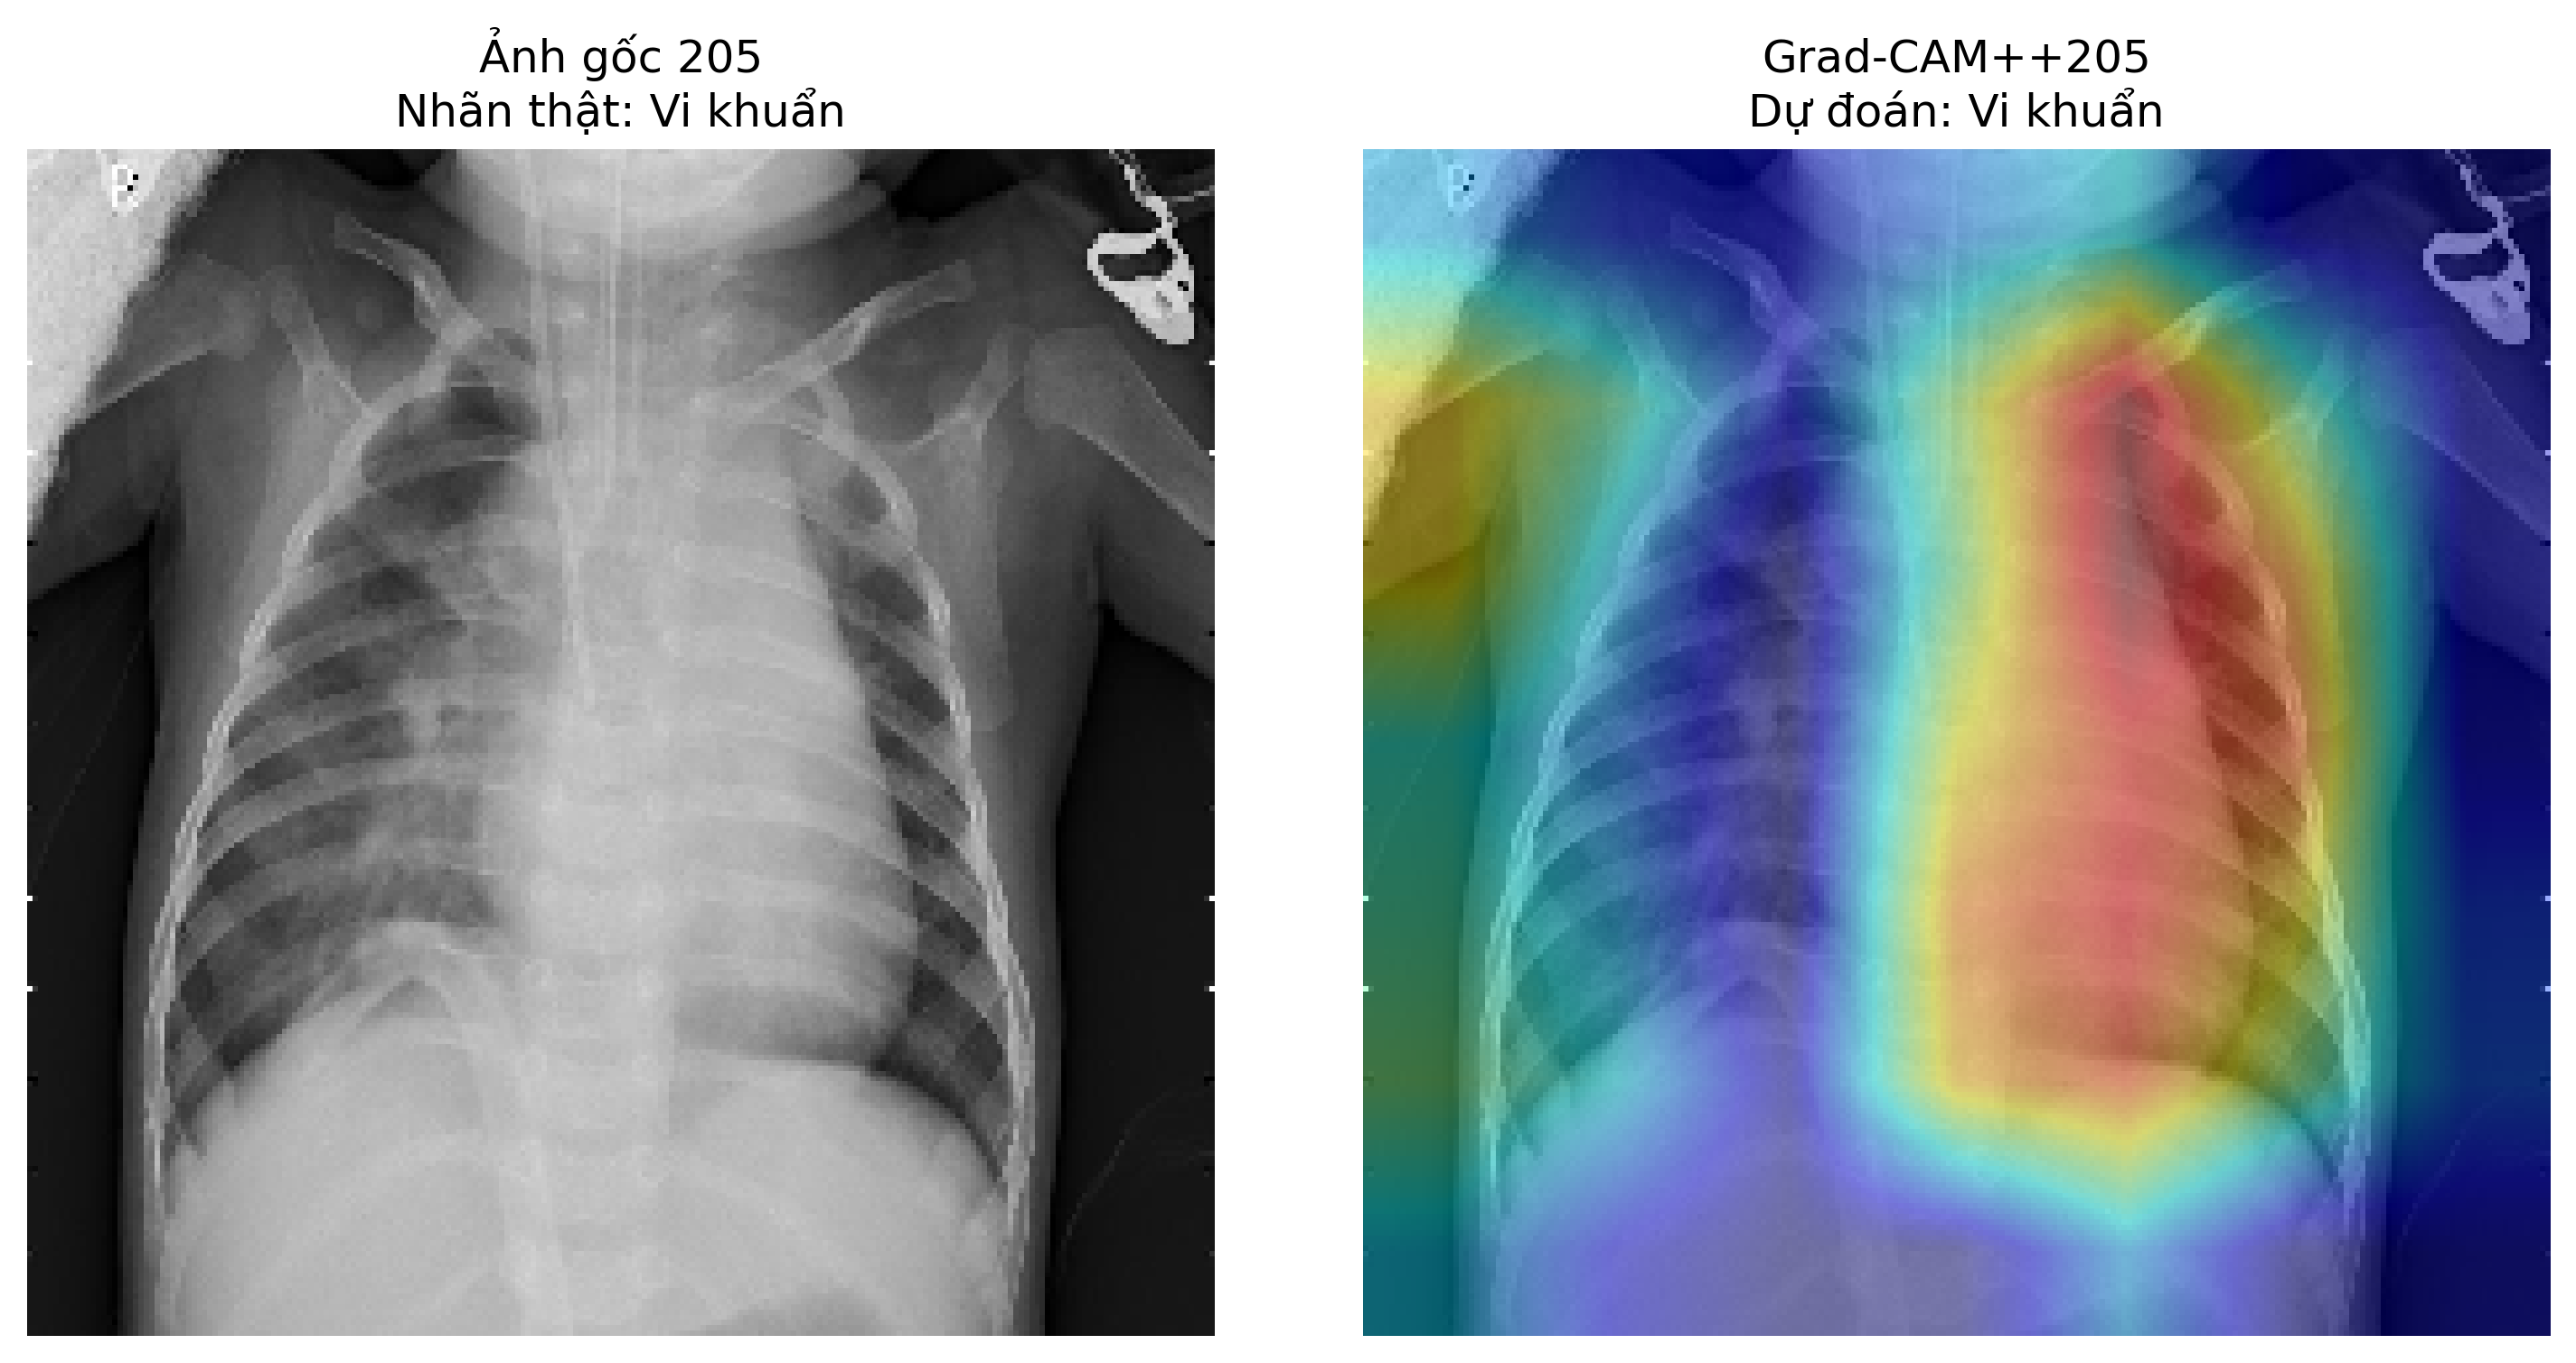 Ảnh gốc 205
Nhãn thật: Vi khuẩn
Grad-CAM++205
Dự đoán: Vi khuẩn